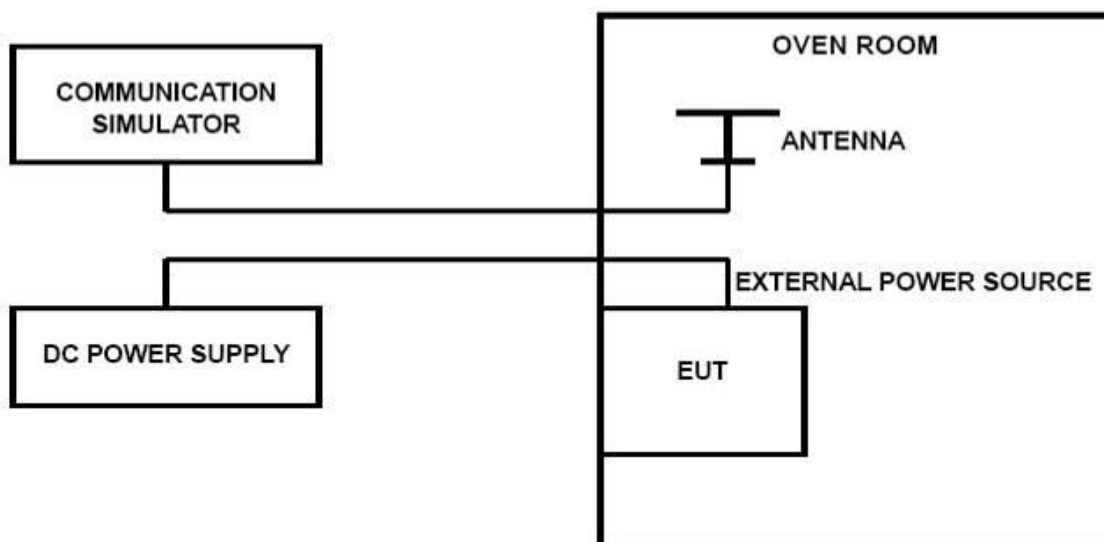 OVEN ROOM
COMMUNICATION
SIMULATOR
ANTENNA
EXTERNAL POWER SOURCE
DC POWER SUPPLY
EUT